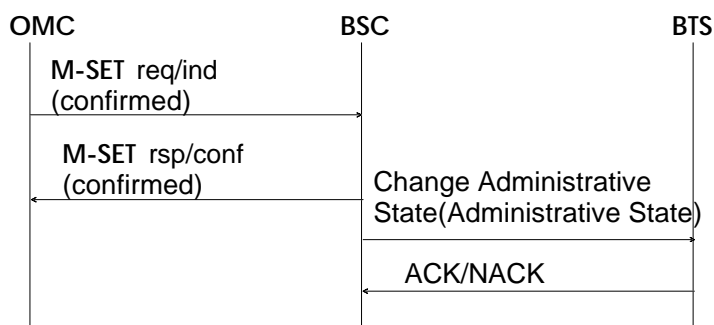 OMC BSC BTS
M-SET req/ind
(confirmed)
M-SET rsp/conf
(confirmed)
Change Administrative
State(Administrative State)
ACK/NACK